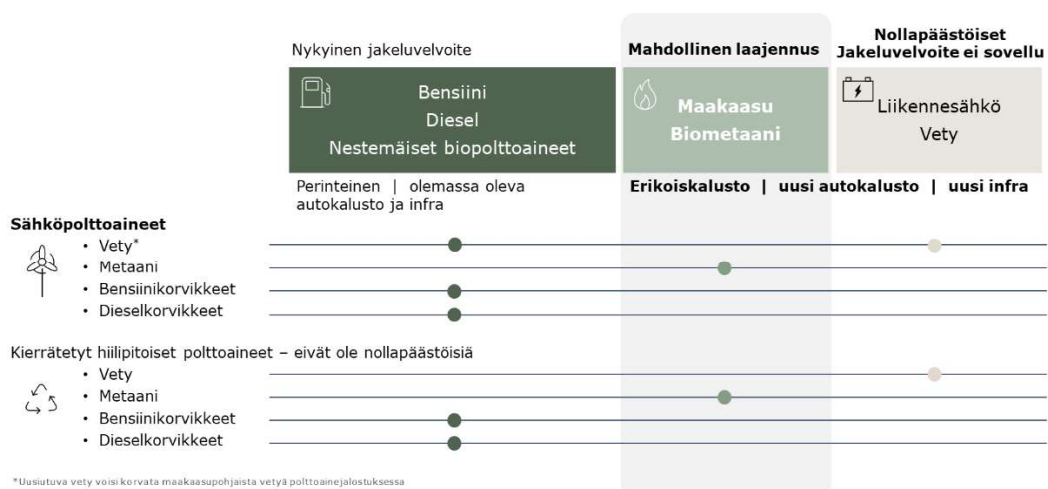 Nykyinen jakeluvelvoite
Mahdollinen laajennus
Nollapäästöiset
Jakeluvelvoite ei sovellu
Bensiini
Diesel
Nestemäiset biopolttoaineet
Maakaasu
Biometaani
Liikennesähkö
Vety
Perinteinen | olemassa oleva
autokalusto ja infra
Erikoiskalusto | uusi autokalusto | uusi infra
Sähköpolttoaineet
• Vety*
• Metaani
• Bensiinikorvikkeet
• Dieselkorvikkeet
Kierrätetyt hiilipitoiset polttoaineet – eivät ole nollapäästöisiä
• Vety
• Metaani
• Bensiinikorvikkeet
• Dieselkorvikkeet
*Uusiutuva vety voisi korvata maakaasupohjaista vetyä polttoainejalostuksessa